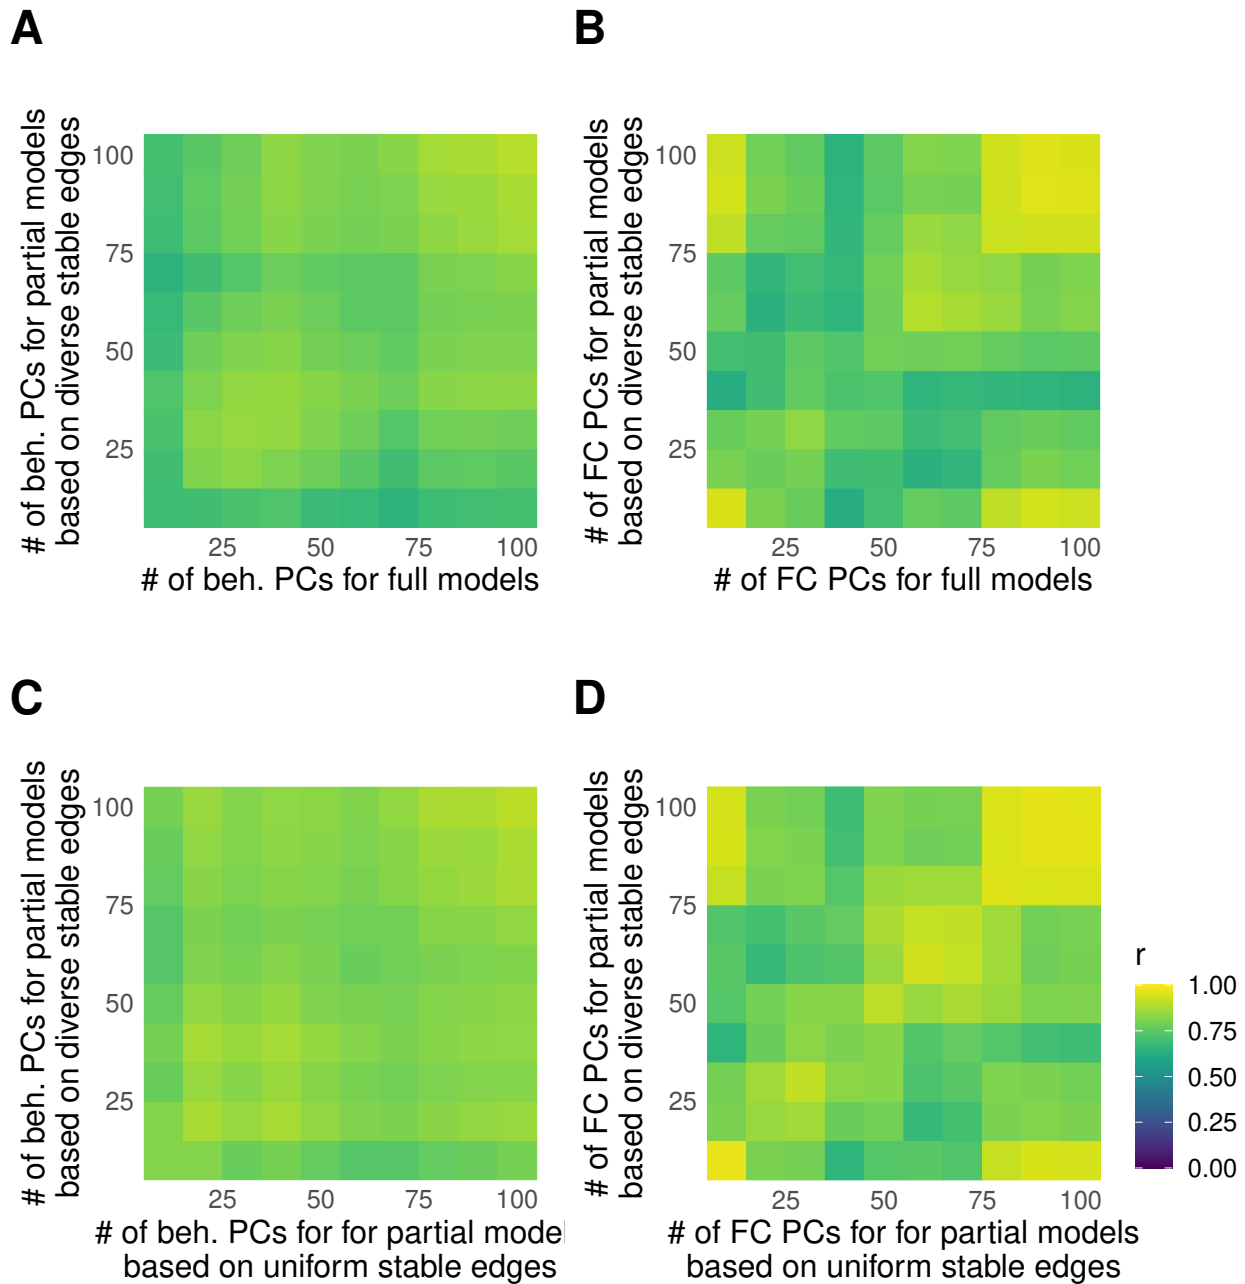 A
# of beh. PCs for partial models
based on diverse stable edges
100
75
50
25
25 50 75 100
# of beh. PCs for full models
B
# of FC PCs for partial models
based on diverse stable edges
100
75
50
25
25 50 75 100
# of FC PCs for full models
C
# of beh. PCs for partial models
based on diverse stable edges
100
75
50
25
25 50 75 100
# of beh. PCs for for partial model
based on uniform stable edges
D
# of FC PCs for partial models
based on diverse stable edges
100
75
50
25
25 50 75 100
# of FC PCs for for partial models
based on uniform stable edges
r
1.00
0.75
0.50
0.25
0.00